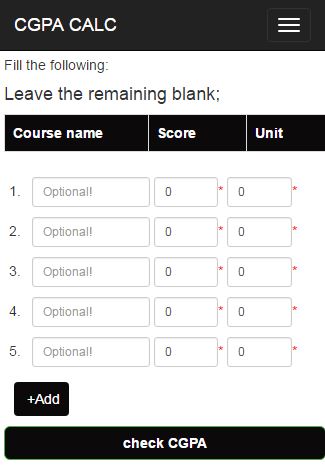 CGPA CALC
Fill the following:
Leave the remaining blank;
Course name Score Unit
1. Optional! 0 * 0 *
2. Optional! 0 * 0 *
3. Optional! 0 * 0 *
4. Optional! 0 * 0 *
5. Optional! 0 * 0 *
+Add
check CGPA